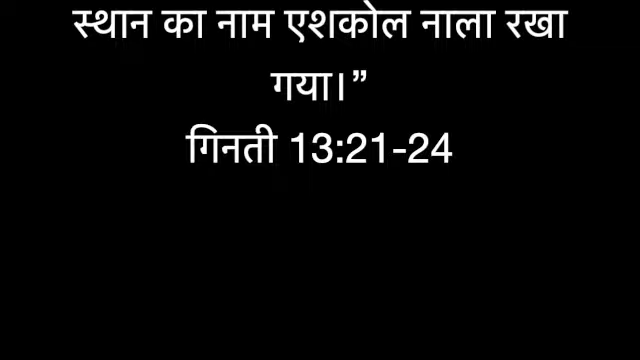 स्थान का नाम एशकोल नाला रखा
गया।”
गिनती 13:21-24